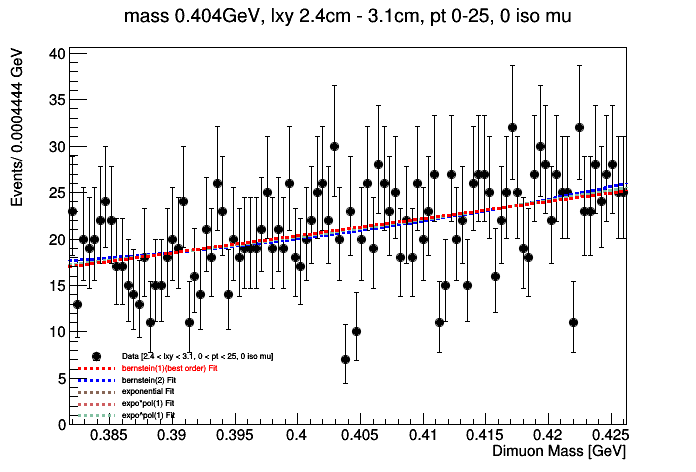 mass 0.404GeV, lxy 2.4cm - 3.1cm, pt 0-25, 0 iso mu
Events/ 0.0004444 GeV
40
35
30
25
20
15
10
5
0
Data [2.4 < lxy < 3.1, 0 < pt < 25, 0 iso mu]
bernstein(1)(best order) Fit
bernstein(2) Fit
exponential Fit
expo*pol(1) Fit
expo^pol(1) Fit
0.385 0.39 0.395 0.4 0.405 0.41 0.415 0.42 0.425
Dimuon Mass [GeV]